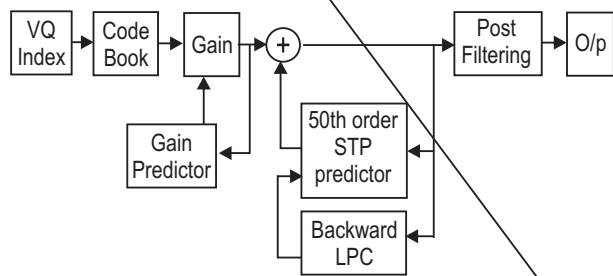 VQ
Index
Code
Book
Gain
+
Post
Filtering
O/p
Gain
Predictor
50th order
STP
predictor
Backward
LPC